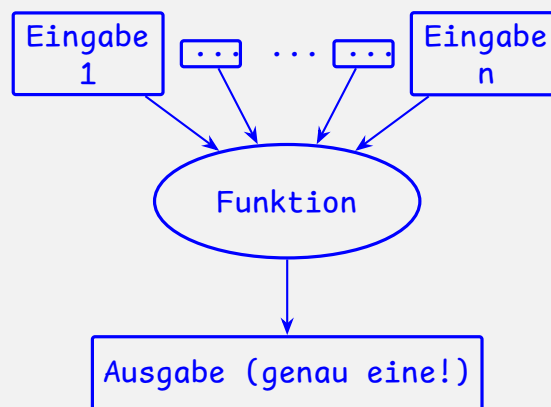 Eingabe
1
... ... ...
Eingabe
n
Funktion
Ausgabe (genau eine!)